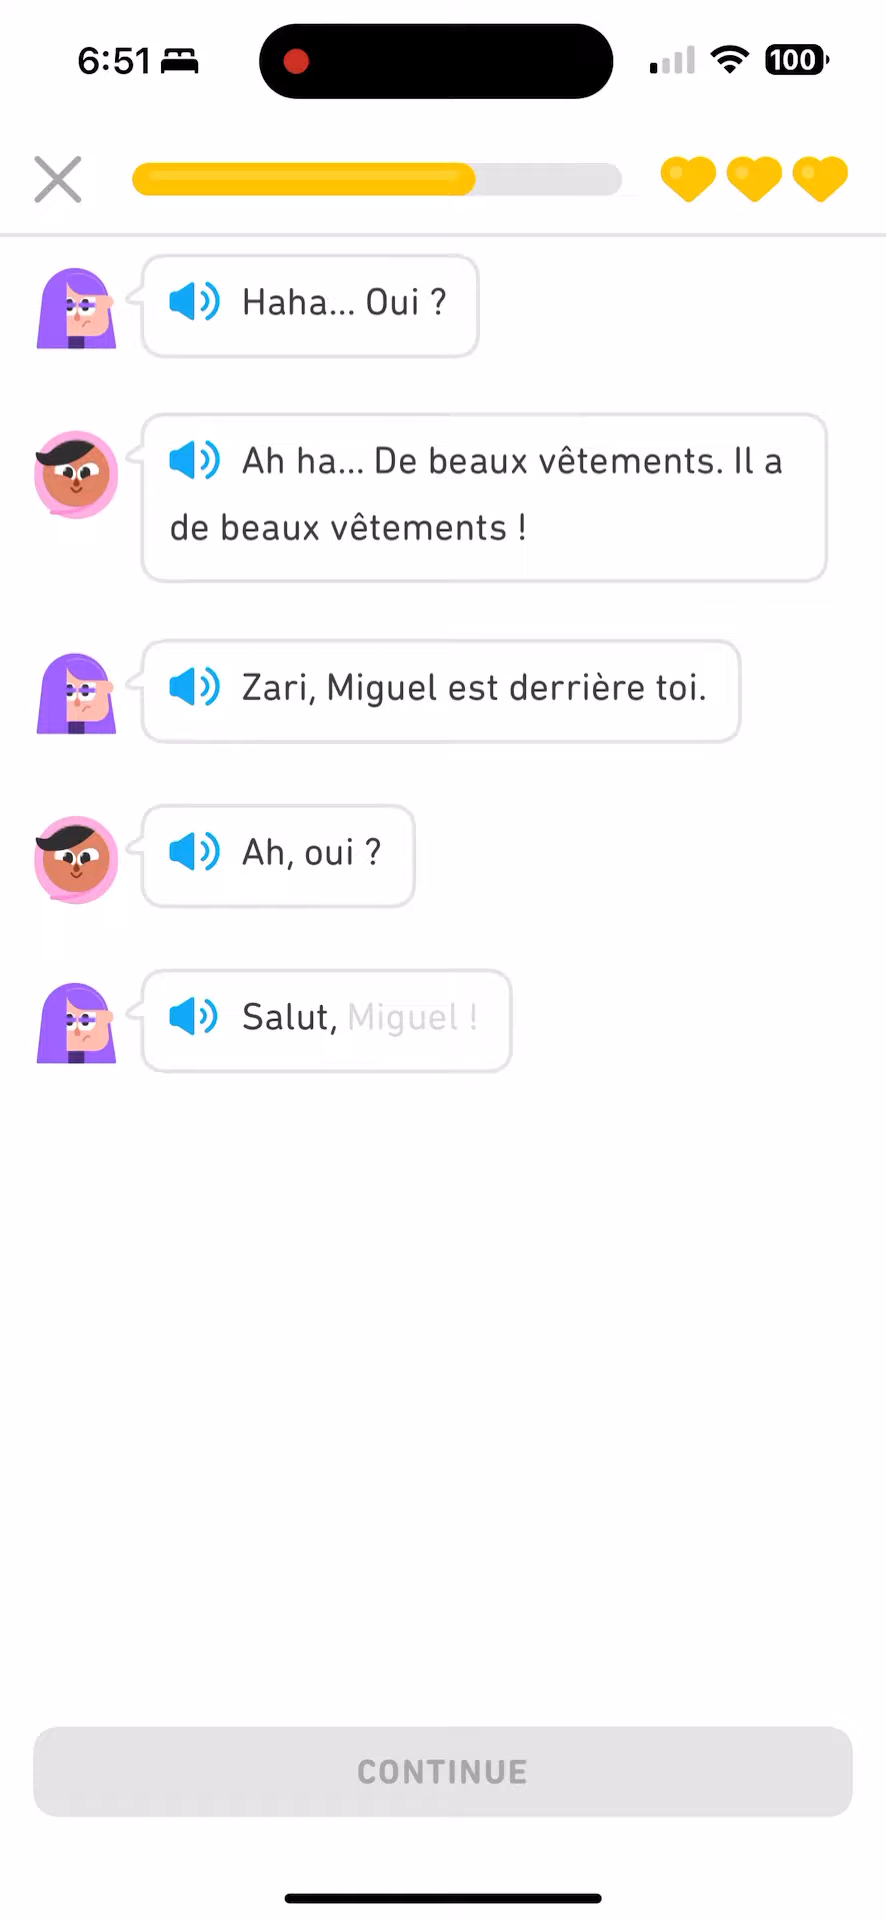 6:51
100
Haha... Oui ?
Ah ha... De beaux vêtements. Il a
de beaux vêtements !
Zari, Miguel est derrière toi.
Ah, oui ?
Salut, Miguel !
CONTINUE